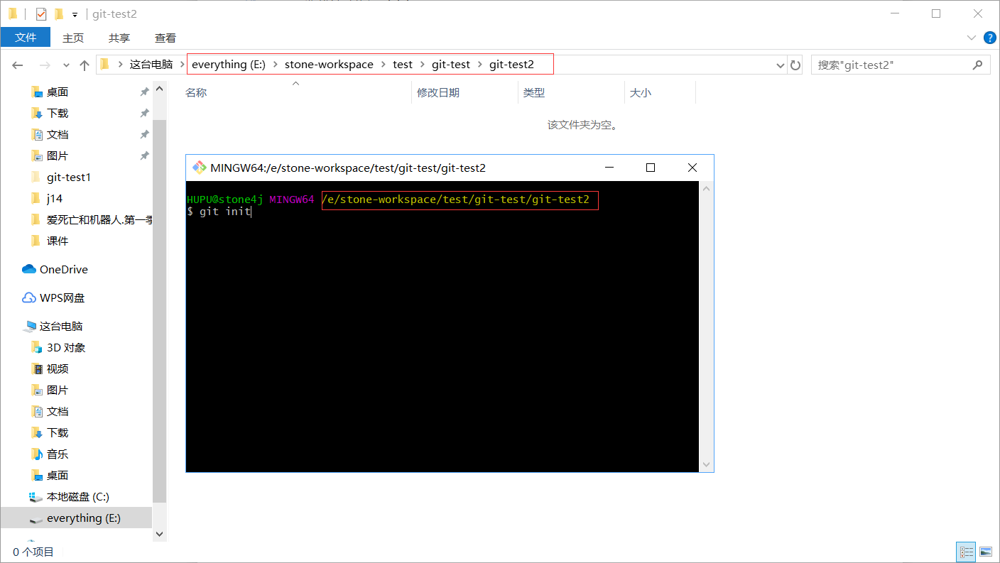 git-test2
文件 主页 共享 查看
这台电脑 everything (E:) stone-workspace test git-test git-test2 搜索"git-test2"
名称 修改日期 类型 大小
该文件夹为空。
桌面
下载
文档
图片
git-test1
j14
爱死亡和机器人.第一季
课件
OneDrive
WPS网盘
这台电脑
3D 对象
视频
图片
文档
下载
音乐
桌面
本地磁盘 (C:)
everything (E:)
MINGW64:/e/stone-workspace/test/git-test/git-test2
HUPU@stone4j MINGW64 /e/stone-workspace/test/git-test/git-test2
$ git init
0 个项目